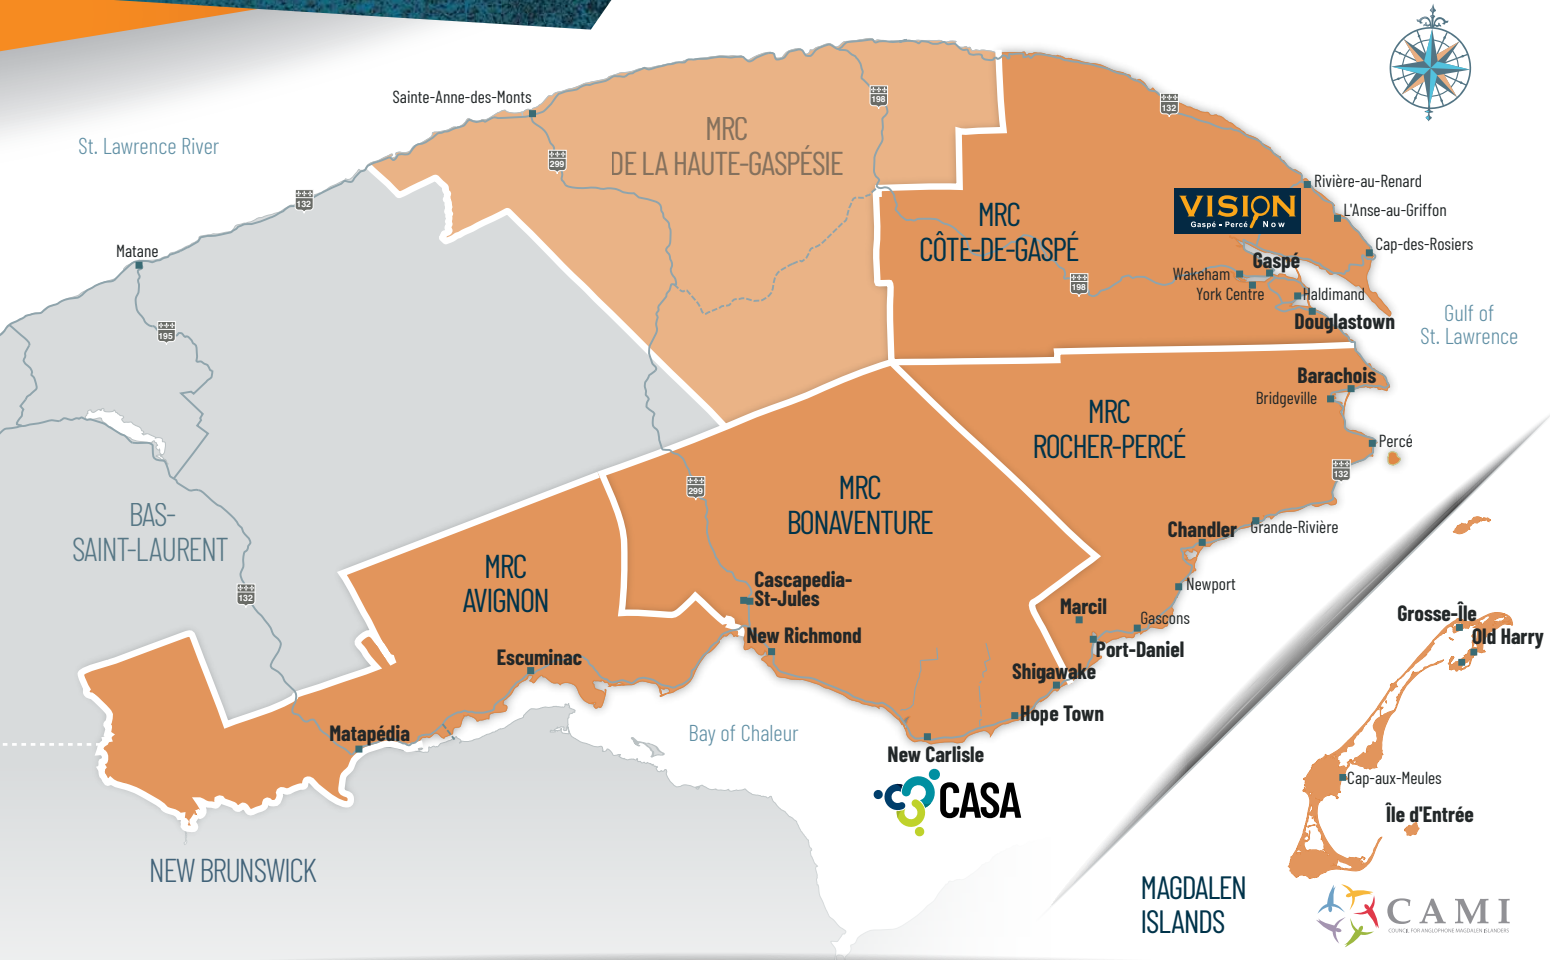 Sainte-Anne-des-Monts
St. Lawrence River
MRC
DE LA HAUTE-GASPÉSIE
198
132
299
132
Matane
195
MRC
CÔTE-DE-GASPÉ
198
VISION
Gaspé - Percé Now
Rivière-au-Renard
L'Anse-au-Griffon
Cap-des-Rosiers
Gaspé
Wakeham
York Centre
Haldimand
Douglastown
Gulf of
St. Lawrence
Barachois
Bridgeville
MRC
ROCHER-PERCÉ
Percé
132
Grande-Rivière
Chandler
Newport
Gascons
Marcil
Port-Daniel
Shigawake
Hope Town
New Carlisle
CASA
299
MRC
BONAVENTURE
Cascapedia-
St-Jules
New Richmond
MRC
AVIGNON
Escuminac
Matapédia
BAS-
SAINT-LAURENT
132
Bay of Chaleur
NEW BRUNSWICK
Grosse-Île
Old Harry
Cap-aux-Meules
Île d'Entrée
MAGDALEN
ISLANDS
CAMI
COUNCIL FOR ANGLOPHONE MAGDALEN ISLANDERS